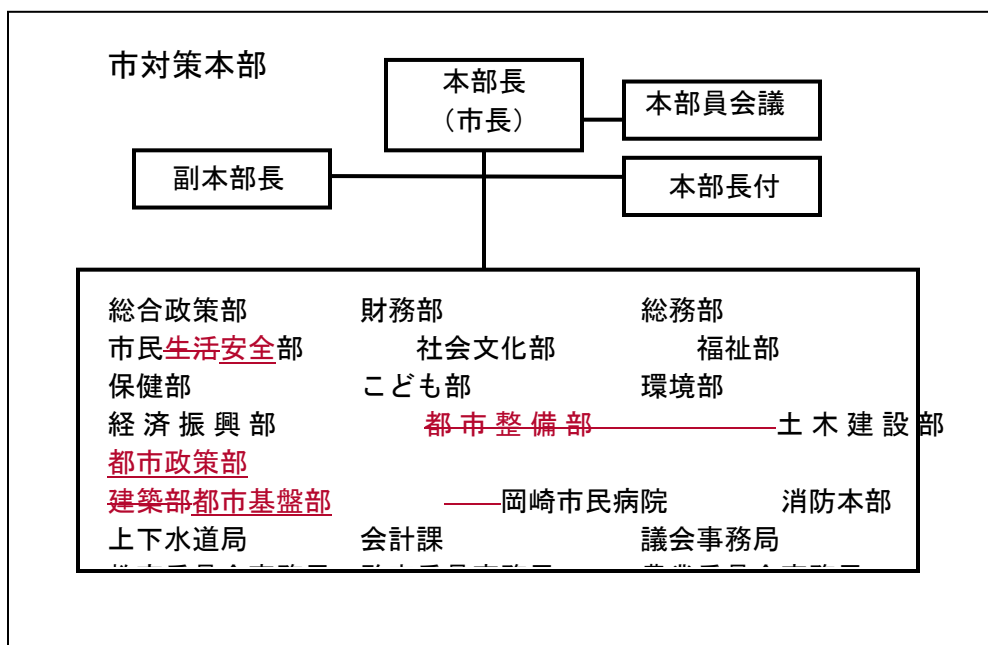 市対策本部
本部長
（市長）
本部員会議
副本部長
本部長付
総合政策部 財務部 総務部
市民生活安全部 社会文化部 福祉部
保健部 こども部 環境部
経済振興部 都市整備部 土木建設部
都市政策部
建築部都市基盤部 岡崎市民病院 消防本部
上下水道局 会計課 議会事務局